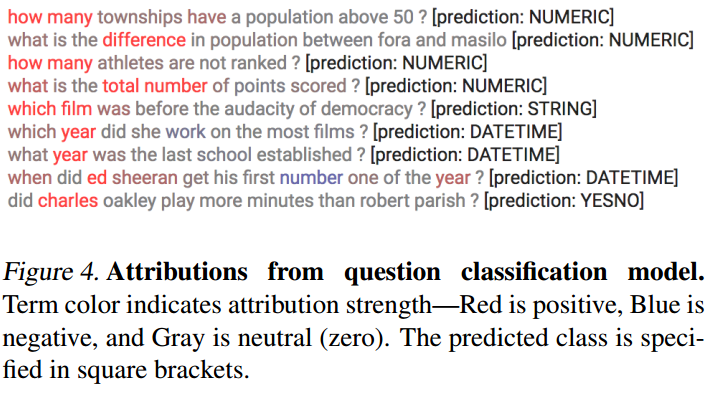 how many townships have a population above 50 ? [prediction: NUMERIC]
what is the difference in population between fora and masilo [prediction: NUMERIC]
how many athletes are not ranked ? [prediction: NUMERIC]
what is the total number of points scored ? [prediction: NUMERIC]
which film was before the audacity of democracy ? [prediction: STRING]
which year did she work on the most films ? [prediction: DATETIME]
what year was the last school established ? [prediction: DATETIME]
when did ed sheeran get his first number one of the year ? [prediction: DATETIME]
did charles oakley play more minutes than robert parish ? [prediction: YESNO]
Figure 4. Attributions from question classification model.
Term color indicates attribution strength—Red is positive, Blue is
negative, and Gray is neutral (zero). The predicted class is speci-
fied in square brackets.